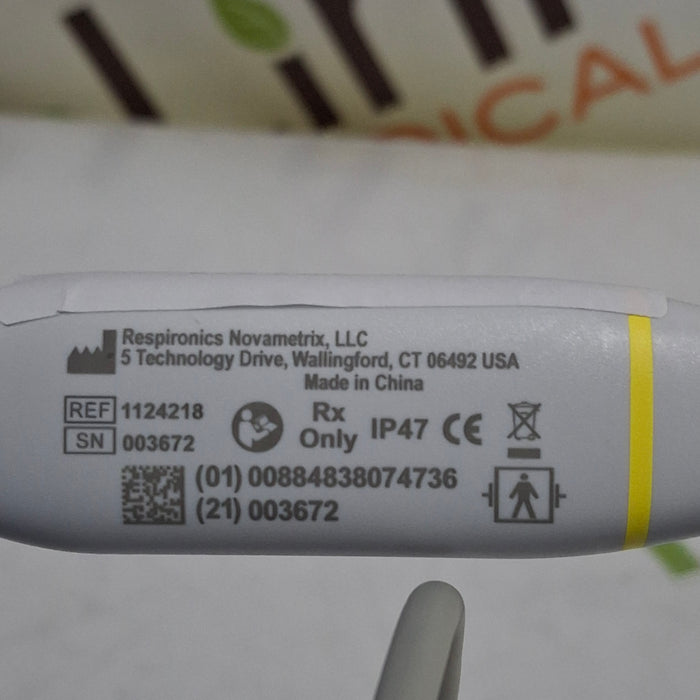 ICAL
Respironics Novametrix, LLC
5 Technology Drive, Wallingford, CT 06492 USA
Made in China
REF 1124218
SN 003672
Rx
Only
IP47 CE
(01) 00884838074736
(21) 003672